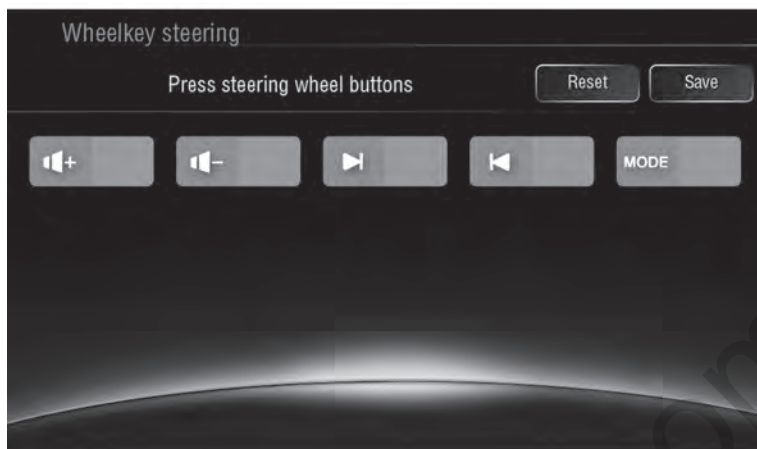 Wheelkey steering
Press steering wheel buttons Reset Save
+ - MODE